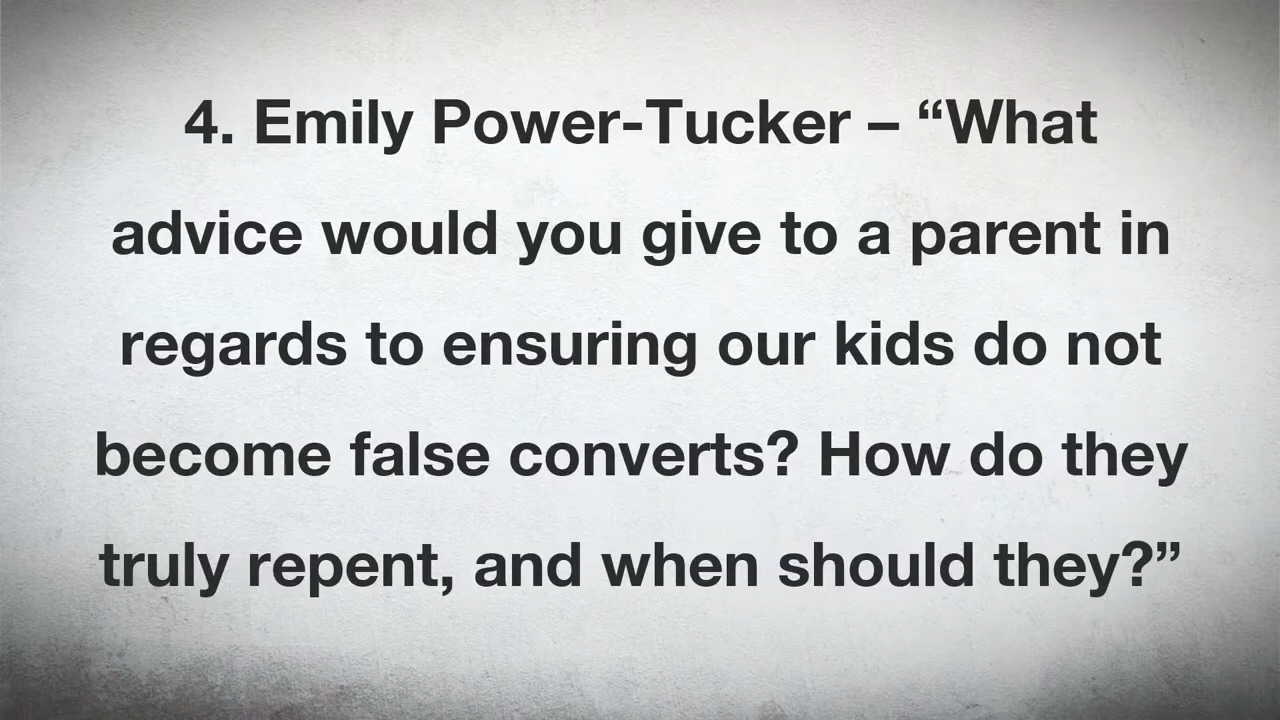 4. Emily Power-Tucker – “What
advice would you give to a parent in
regards to ensuring our kids do not
become false converts? How do they
truly repent, and when should they?”